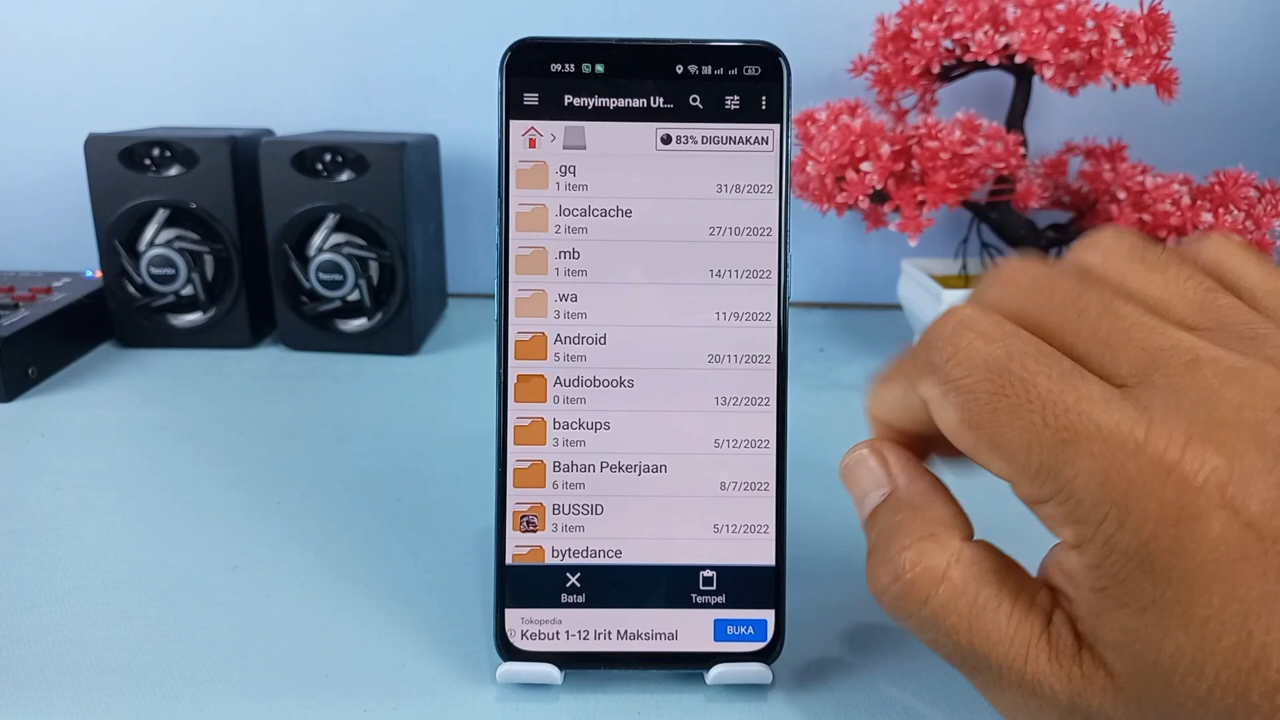 09.33
63
Penyimpanan Ut...
83% DIGUNAKAN
.gq
1 item
31/8/2022
.localcache
2 item
27/10/2022
.mb
1 item
14/11/2022
.wa
3 item
11/9/2022
Android
5 item
20/11/2022
Audiobooks
0 item
13/2/2022
backups
3 item
5/12/2022
Bahan Pekerjaan
6 item
8/7/2022
BUSSID
3 item
5/12/2022
bytedance
Batal
Tempel
Tokopedia
Kebut 1-12 Irit Maksimal
BUKA
Tecnix
Tecnix